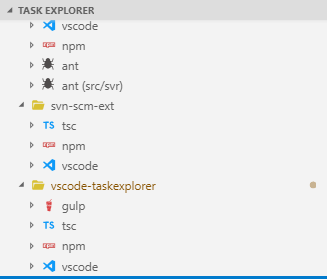 TASK EXPLORER
vscode
npm
ant
ant (src/svr)
svn-scm-ext
TS tsc
npm
vscode
vscode-taskexplorer
gulp
TS tsc
npm
vscode